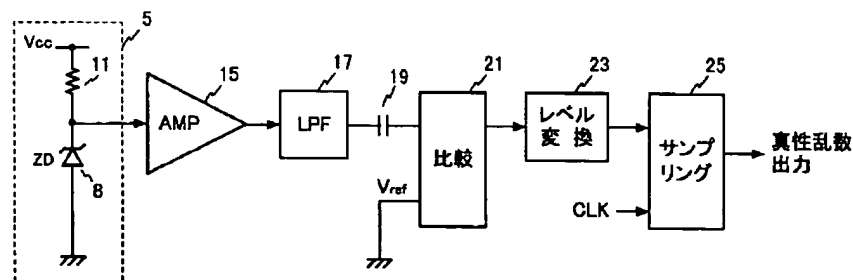 5
Vcc
11
15
17
19
21
23
25
AMP
LPF
比較
レベル
変換
サンプ
リング
真性乱数
出力
ZD
8
Vref
CLK